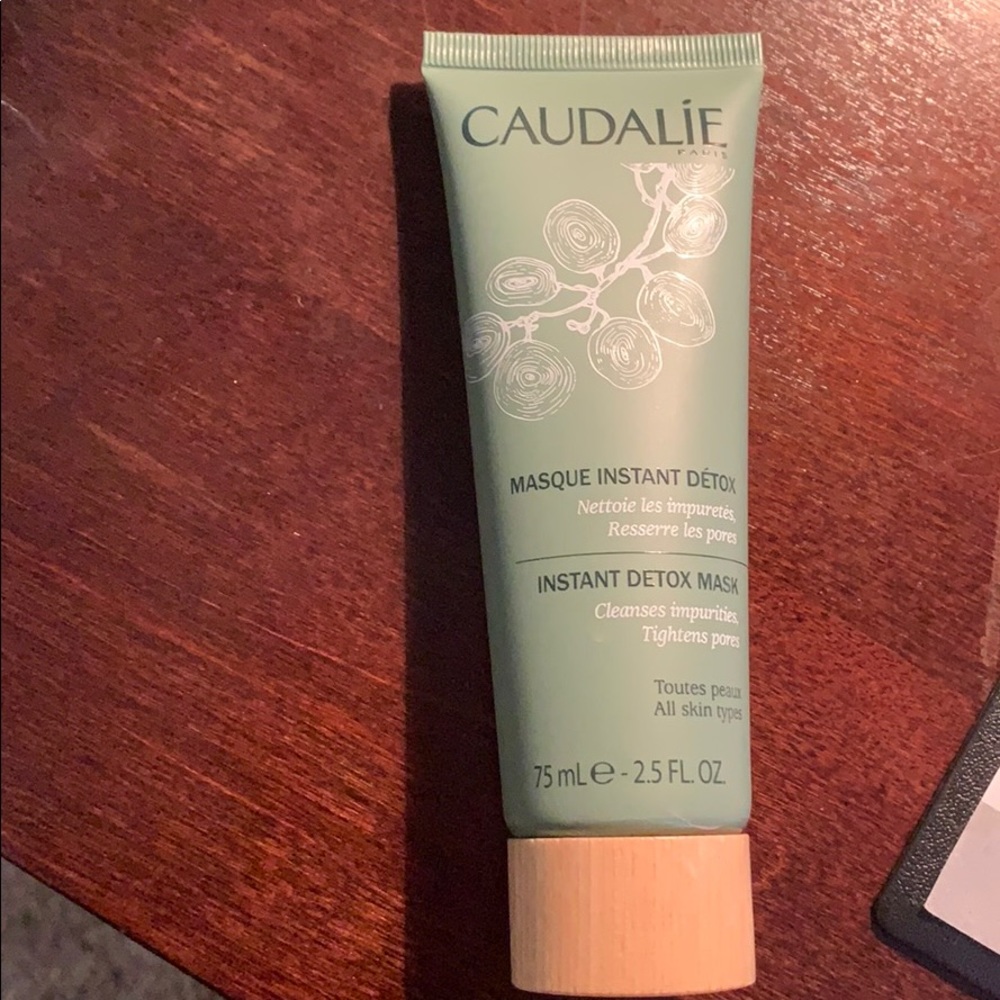 CAUDALÍE
PARIS
MASQUE INSTANT DÉTOX
Nettoie les impuretés,
Resserre les pores
INSTANT DETOX MASK
Cleanses impurities,
Tightens pores
Toutes peaux
All skin types
75 mL ℮ - 2.5 FL. OZ.